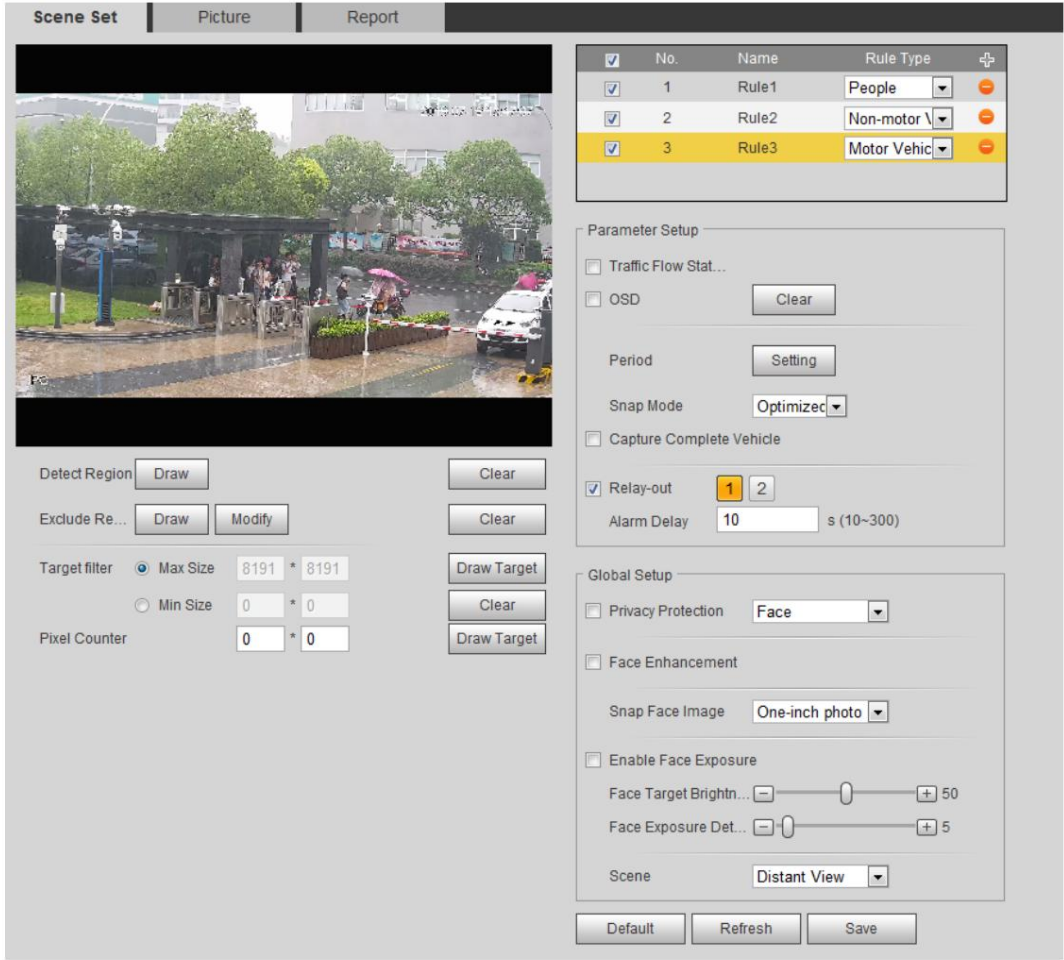 Scene Set Picture Report
No. Name Rule Type
1 Rule1 People
2 Rule2 Non-motor V
3 Rule3 Motor Vehic
Parameter Setup
Traffic Flow Stat...
OSD Clear
Period Setting
Snap Mode Optimized
Capture Complete Vehicle
Relay-out 1 2
Alarm Delay 10 s (10~300)
Detect Region Draw Clear
Exclude Re... Draw Modify Clear
Target filter Max Size 8191 * 8191 Draw Target
Min Size 0 * 0 Clear
Pixel Counter 0 * 0 Draw Target
Global Setup
Privacy Protection Face
Face Enhancement
Snap Face Image One-inch photo
Enable Face Exposure
Face Target Brightn... 50
Face Exposure Det... 5
Scene Distant View
Default Refresh Save